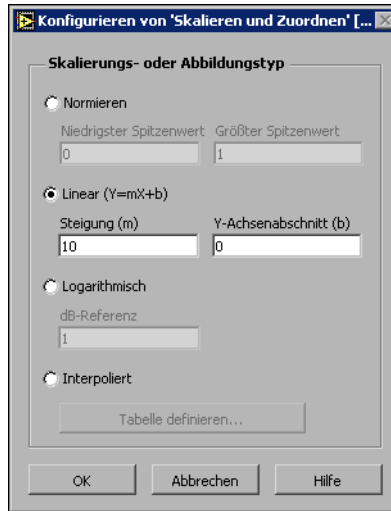 Konfigurieren von 'Skalieren und Zuordnen' [...
Skalierungs- oder Abbildungstyp
Normieren
Niedrigster Spitzenwert Größter Spitzenwert
0 1
Linear (Y=mX+b)
Steigung (m) Y-Achsenabschnitt (b)
10 0
Logarithmisch
dB-Referenz
1
Interpoliert
Tabelle definieren...
OK Abbrechen Hilfe